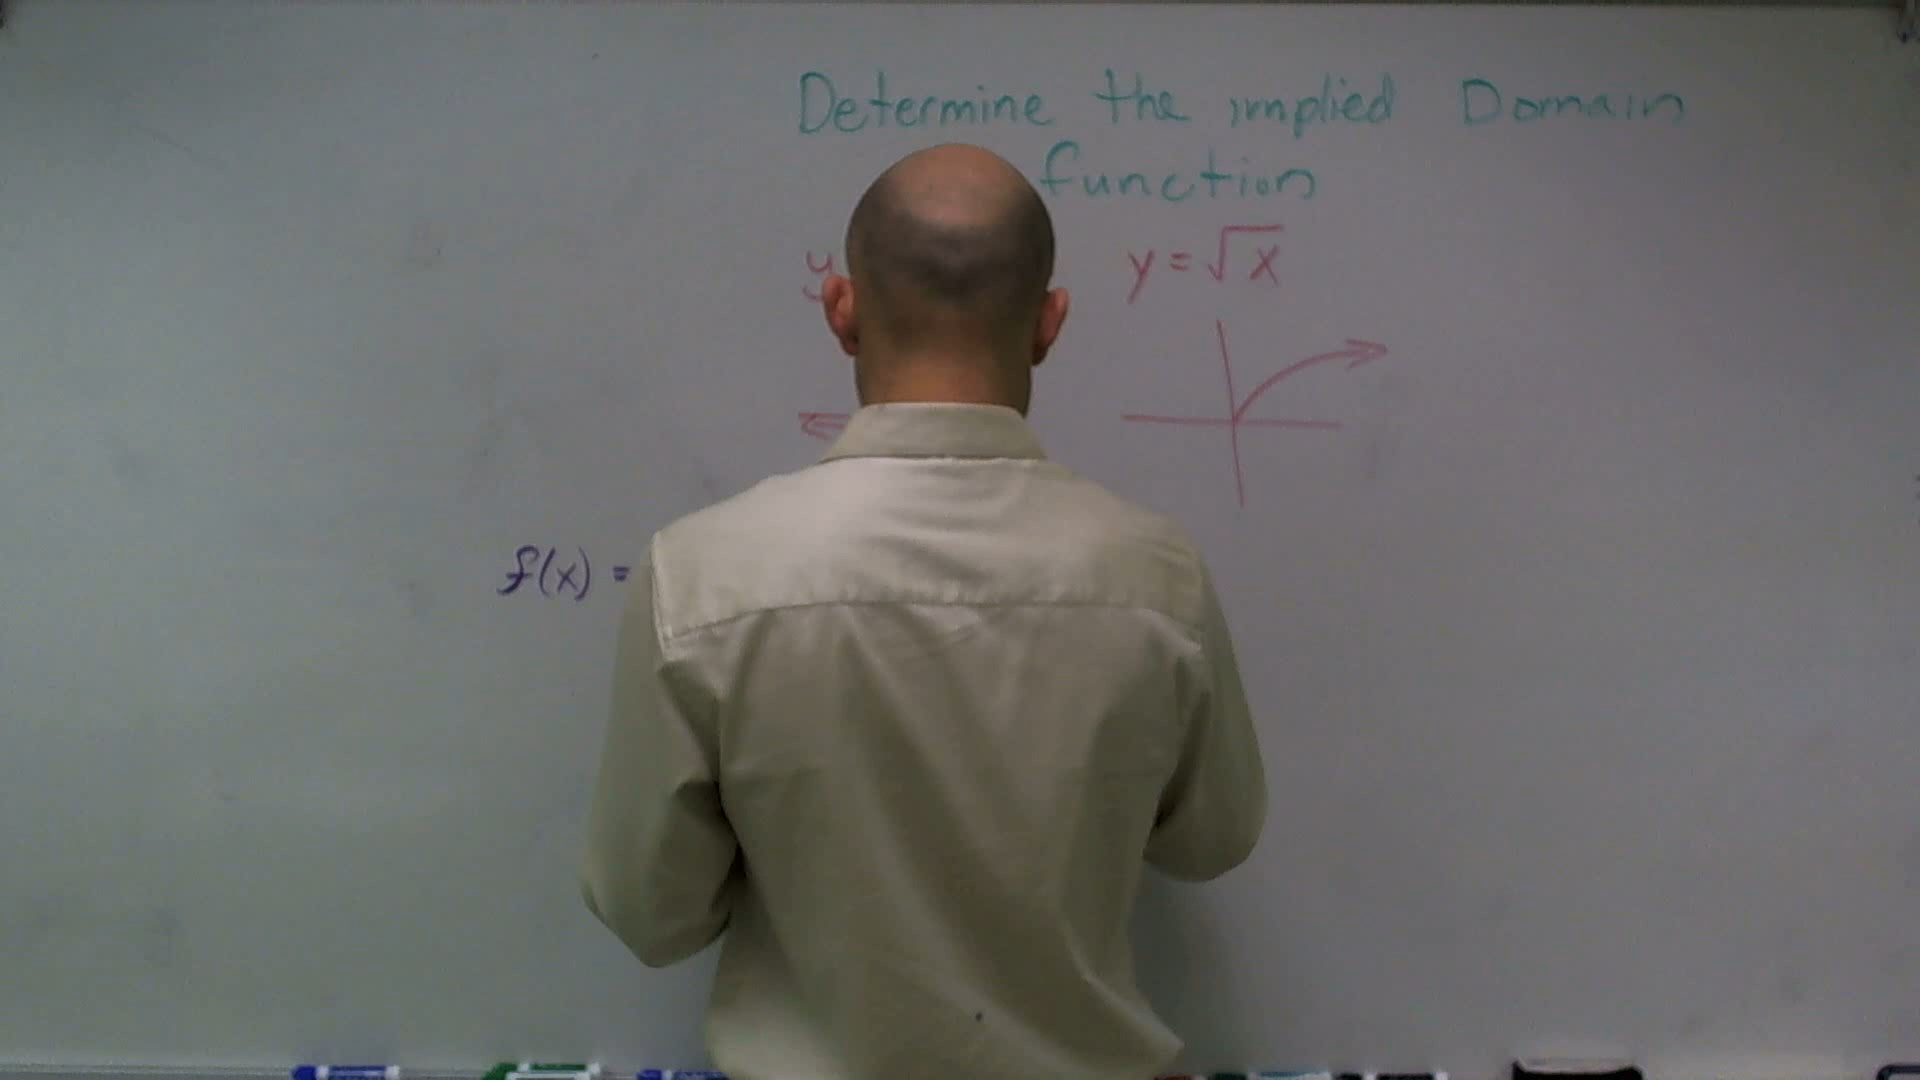 Determine the implied Domain
function
y y = √x
f(x) =